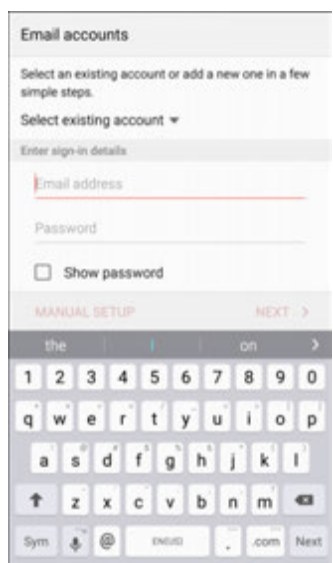 Email accounts
Select an existing account or add a new one in a few
simple steps.
Select existing account
Enter sign-in details
Email address
Password
Show password
MANUAL SETUP NEXT >
the I on >
1 2 3 4 5 6 7 8 9 0
q w e r t y u i o p
a s d f g h j k l
z x c v b n m
Sym @ . .com Next